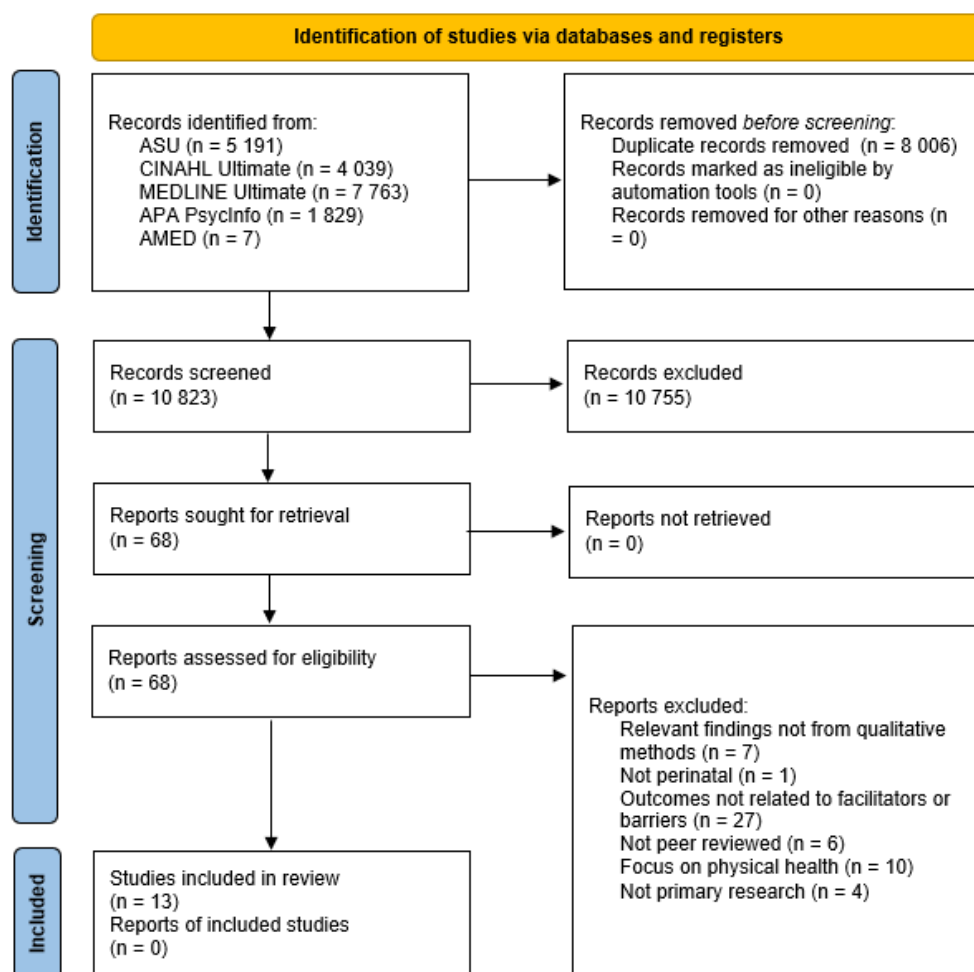 Identification of studies via databases and registers
Identification
Records identified from:
ASU (n = 5 191)
CINAHL Ultimate (n = 4 039)
MEDLINE Ultimate (n = 7 763)
APA PsycInfo (n = 1 829)
AMED (n = 7)
Records removed before screening:
Duplicate records removed (n = 8 006)
Records marked as ineligible by
automation tools (n = 0)
Records removed for other reasons (n
= 0)
Screening
Records screened
(n = 10 823)
Records excluded
(n = 10 755)
Reports sought for retrieval
(n = 68)
Reports not retrieved
(n = 0)
Reports assessed for eligibility
(n = 68)
Reports excluded:
Relevant findings not from qualitative
methods (n = 7)
Not perinatal (n = 1)
Outcomes not related to facilitators or
barriers (n = 27)
Not peer reviewed (n = 6)
Focus on physical health (n = 10)
Not primary research (n = 4)
Included
Studies included in review
(n = 13)
Reports of included studies
(n = 0)